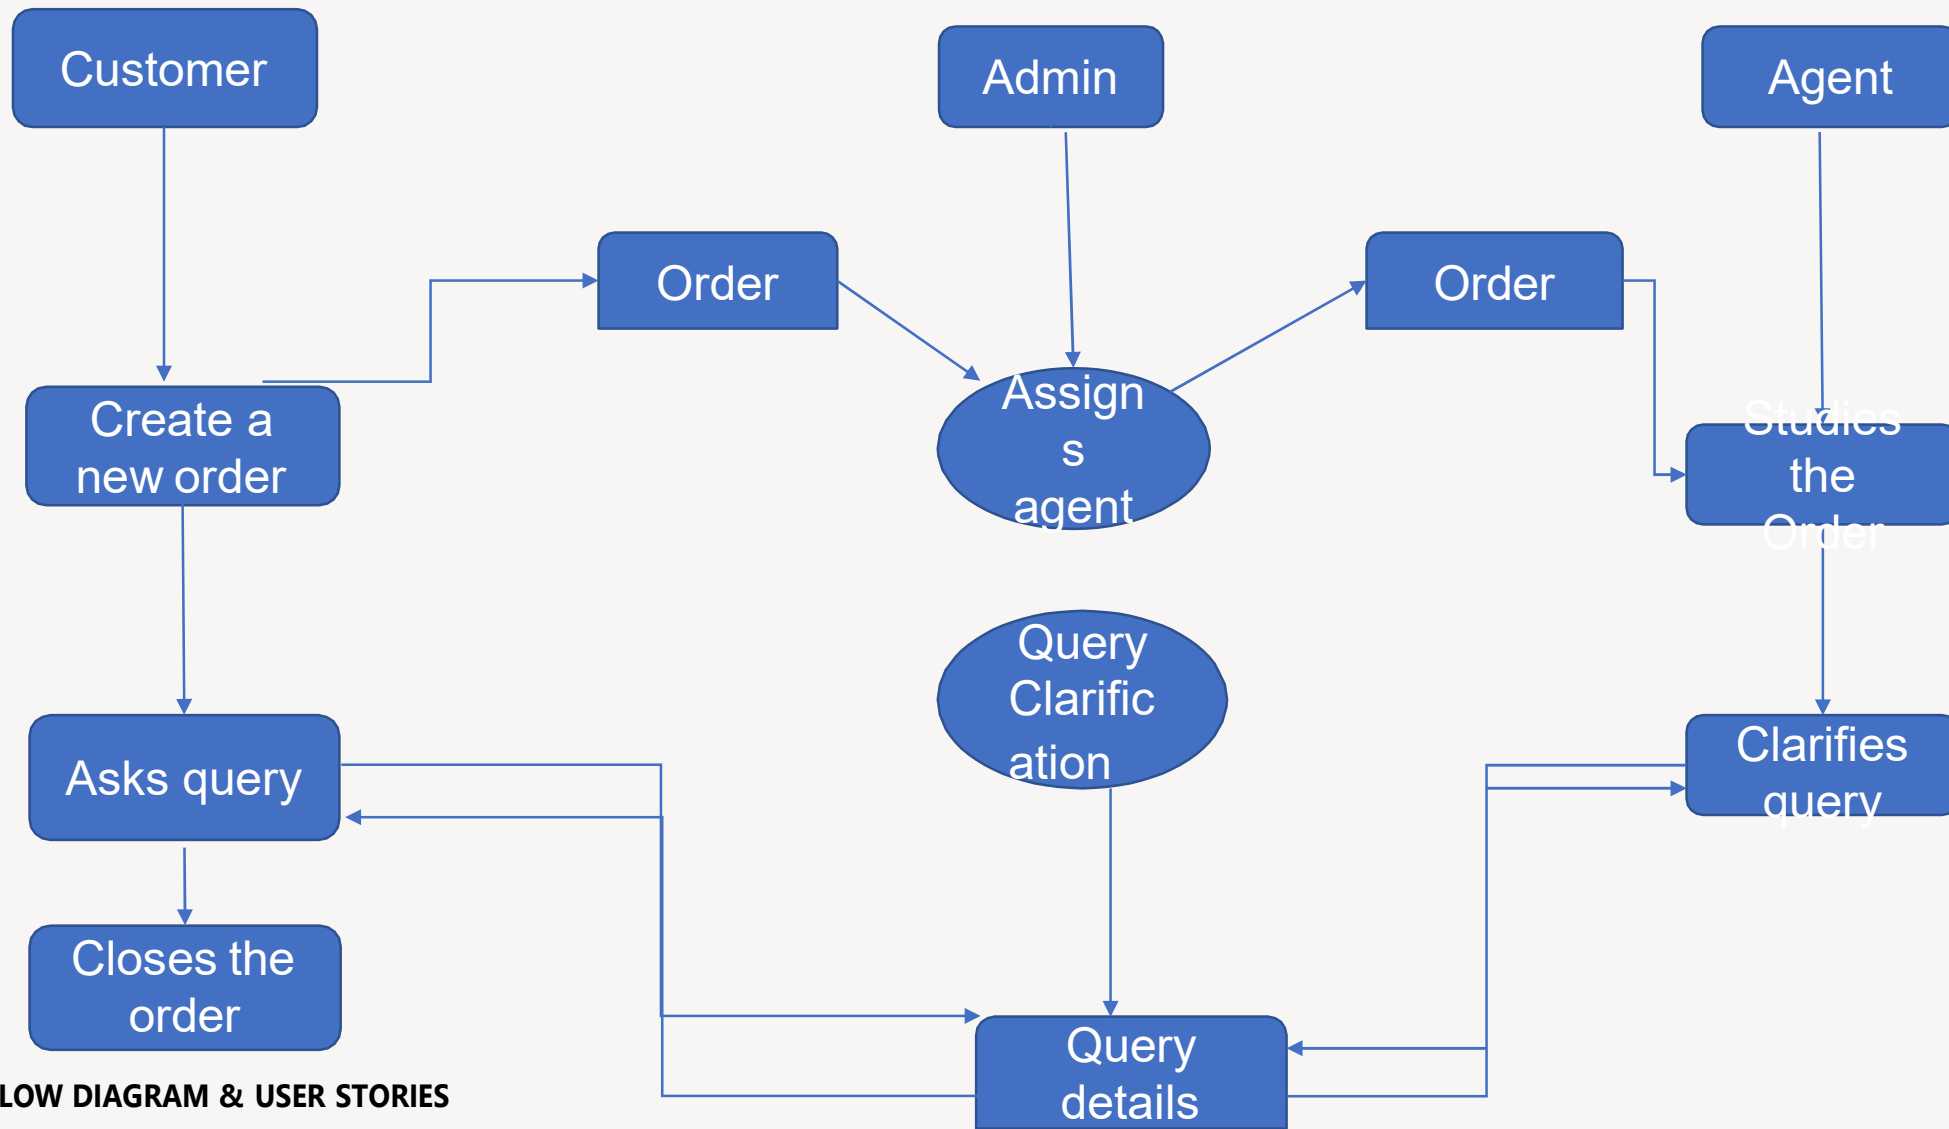 Customer
Admin
Agent
Order
Order
Create a
new order
Assign
s
agent
Studies
the
Order
Query
Clarific
ation
Asks query
Clarifies
query
Closes the
order
Query
details
LOW DIAGRAM & USER STORIES